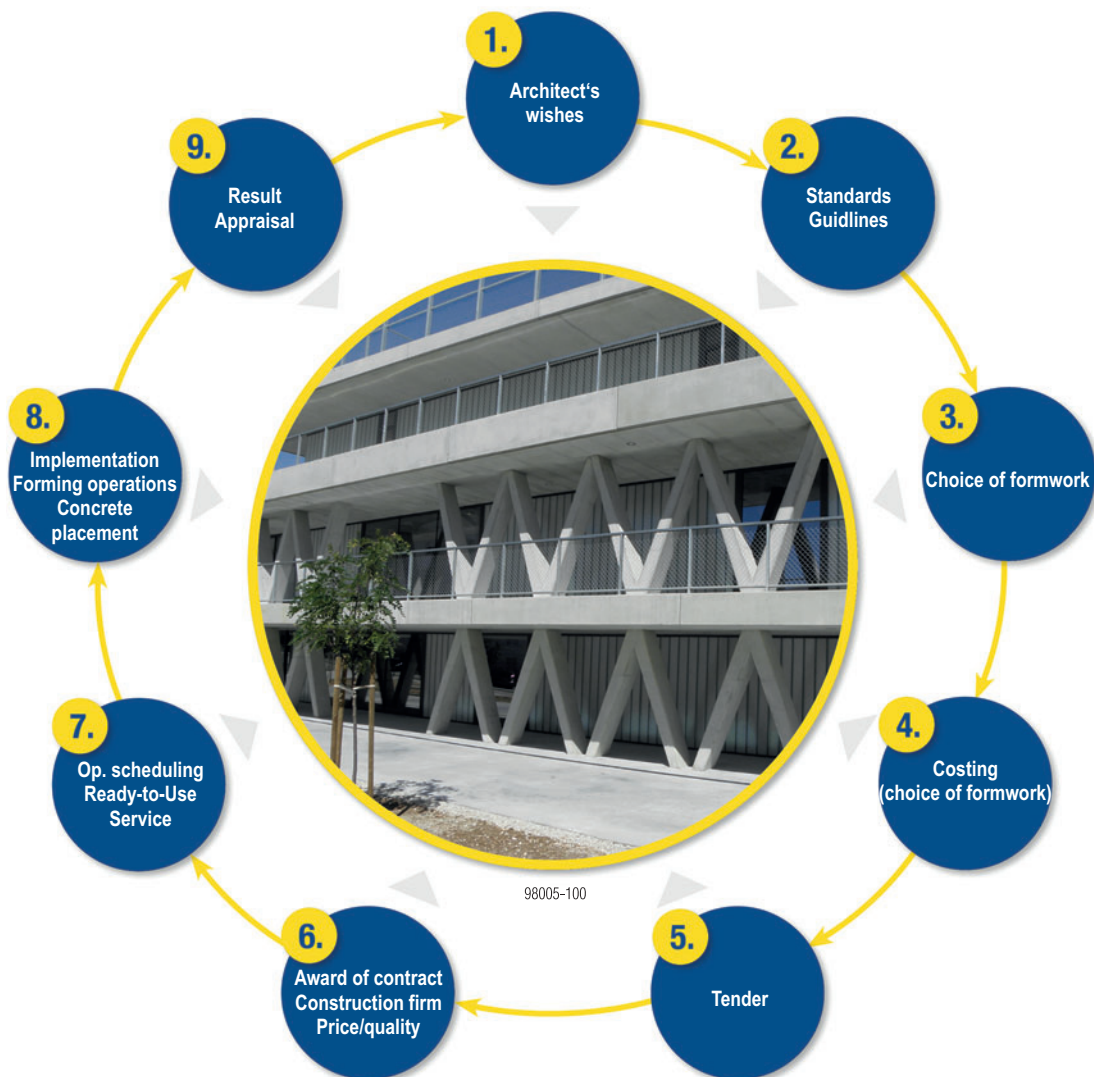 1.
Architect‘s
wishes
2.
Standards
Guidlines
3.
Choice of formwork
4.
Costing
(choice of formwork)
5.
Tender
6.
Award of contract
Construction firm
Price/quality
7.
Op. scheduling
Ready-to-Use
Service
8.
Implementation
Forming operations
Concrete
placement
9.
Result
Appraisal
98005-100